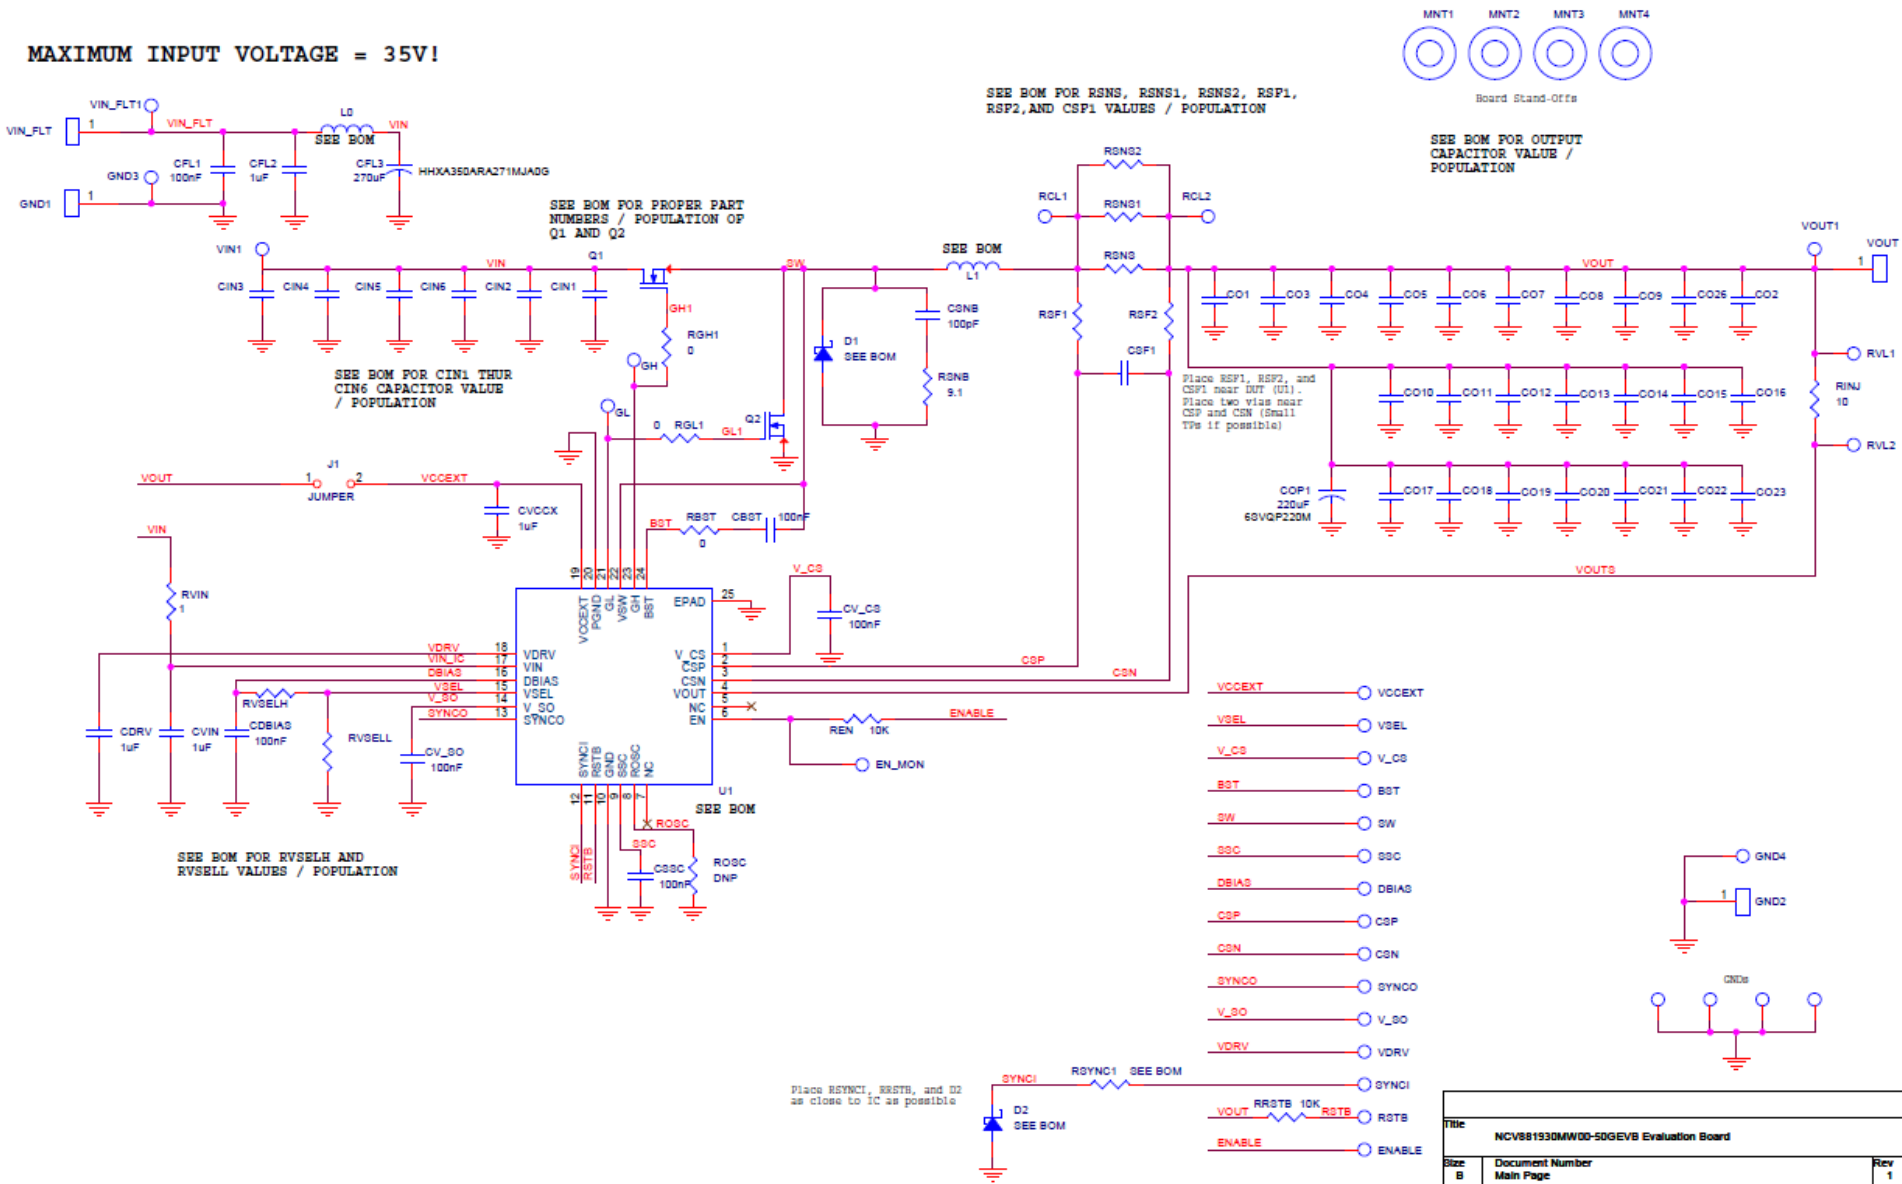 MAXIMUM INPUT VOLTAGE = 35V!
MNT1 MNT2 MNT3 MNT4
Board Stand-Offs
SEE BOM FOR RSNS, RSNS1, RSNS2, RSF1,
RSF2,AND CSF1 VALUES / POPULATION
SEE BOM FOR OUTPUT
CAPACITOR VALUE /
POPULATION
VIN_FLT1
VIN_FLT 1 VIN_FLT
L0
SEE BOM
VIN
CFL1
100nF
CFL2
1uF
CFL3
270uF
HHXA350ARA271MJA0G
GND3
GND1 1
SEE BOM FOR PROPER PART
NUMBERS / POPULATION OF
Q1 AND Q2
RSNS2
RCL1 RSNS1 RCL2
VIN1
VIN
Q1
SW
SEE BOM
L1
RSNS
VOUT
VOUT1
VOUT
1
CIN3 CIN4 CIN5 CIN6 CIN2 CIN1
GH1
RGH1
0
GH
CSNB
100pF
D1
SEE BOM
RSNB
9.1
RSF1 RSF2
CSF1
CO1 CO3 CO4 CO5 CO6 CO7 CO8 CO9 CO26 CO2
RVL1
RINJ
10
RVL2
SEE BOM FOR CIN1 THUR
CIN6 CAPACITOR VALUE
/ POPULATION
Place RSF1, RSF2, and
CSF1 near DUT (U1).
Place two vias near
CSP and CSN (Small
TPs if possible)
CO10 CO11 CO12 CO13 CO14 CO15 CO16
GL
0 RGL1 GL1
Q2
VOUT
J1
1 2
JUMPER
VCCEXT
CVCCX
1uF
COP1
220uF
6SVQP220M
CO17 CO18 CO19 CO20 CO21 CO22 CO23
BST
RBST
0
CBST 100nF
VIN
RVIN
1
VOUTS
V_CS
CV_CS
100nF
19 20 21 22 23 24
VCCEXT PGND GL VSW GH BST
EPAD 25
VDRV 18 VDRV
VIN_IC 17 VIN
DBIAS 16 DBIAS
VSEL 15 VSEL
V_SO 14 V_SO
SYNCO 13 SYNCO
V_CS 1
CSP 2 CSP
CSN 3 CSN
VOUT 4
NC 5
EN 6
REN 10K
ENABLE
EN_MON
RVSELH
CDRV
1uF
CVIN
1uF
CDBIAS
100nF
RVSELL
CV_SO
100nF
SYNCI RSTB GND SSC ROSC NC
12 11 10 9 8 7
U1
SEE BOM
SYNCI
RSTB
SSC
ROSC
CSSC
100nF
ROSC
DNP
SEE BOM FOR RVSELH AND
RVSELL VALUES / POPULATION
VCCEXT VCCEXT
VSEL VSEL
V_CS V_CS
BST BST
SW SW
SSC SSC
DBIAS DBIAS
CSP CSP
CSN CSN
SYNCO SYNCO
V_SO V_SO
VDRV VDRV
SYNCI RSYNC1 SEE BOM SYNCI
VOUT RRSTB 10K RSTB RSTB
ENABLE ENABLE
GND4
1 GND2
GNDs
Place RSYNCI, RRSTB, and D2
as close to IC as possible
D2
SEE BOM
Title
NCV881930MW00-50GEVB Evaluation Board
Size
B
Document Number
Main Page
Rev
1